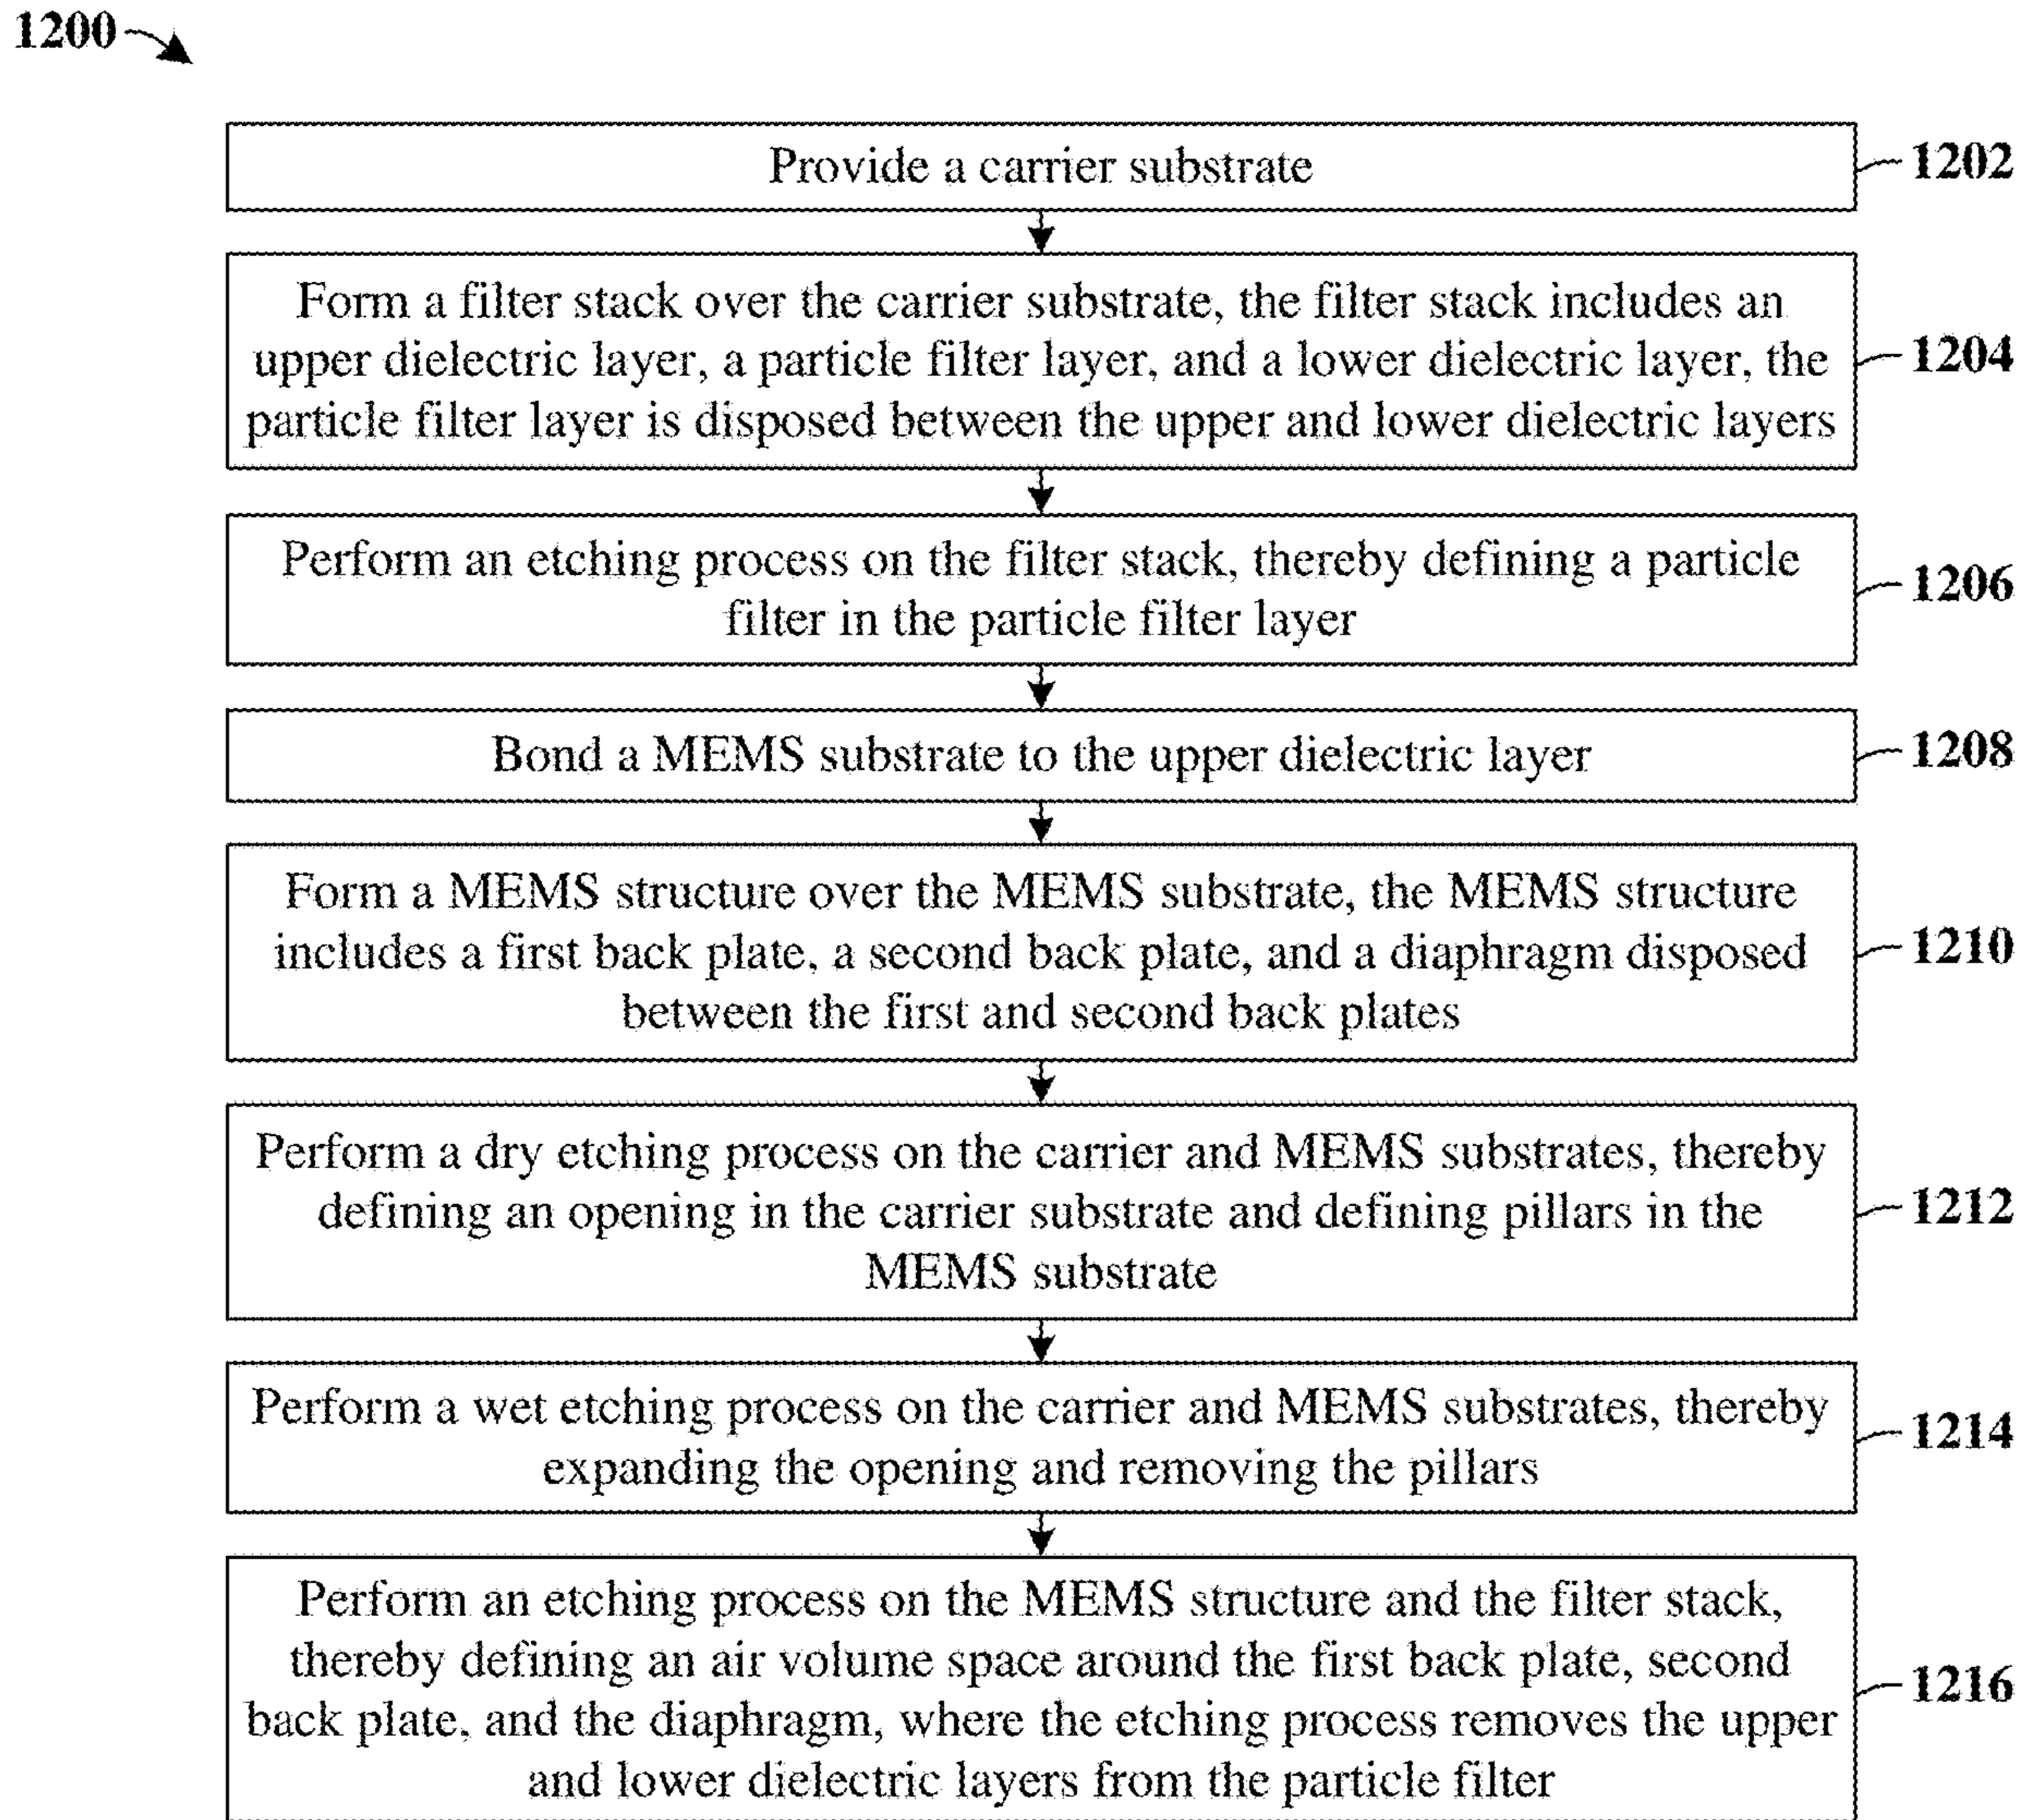 1200
Provide a carrier substrate
1202
Form a filter stack over the carrier substrate, the filter stack includes an
upper dielectric layer, a particle filter layer, and a lower dielectric layer, the
particle filter layer is disposed between the upper and lower dielectric layers
1204
Perform an etching process on the filter stack, thereby defining a particle
filter in the particle filter layer
1206
Bond a MEMS substrate to the upper dielectric layer
1208
Form a MEMS structure over the MEMS substrate, the MEMS structure
includes a first back plate, a second back plate, and a diaphragm disposed
between the first and second back plates
1210
Perform a dry etching process on the carrier and MEMS substrates, thereby
defining an opening in the carrier substrate and defining pillars in the
MEMS substrate
1212
Perform a wet etching process on the carrier and MEMS substrates, thereby
expanding the opening and removing the pillars
1214
Perform an etching process on the MEMS structure and the filter stack,
thereby defining an air volume space around the first back plate, second
back plate, and the diaphragm, where the etching process removes the upper
and lower dielectric layers from the particle filter
1216